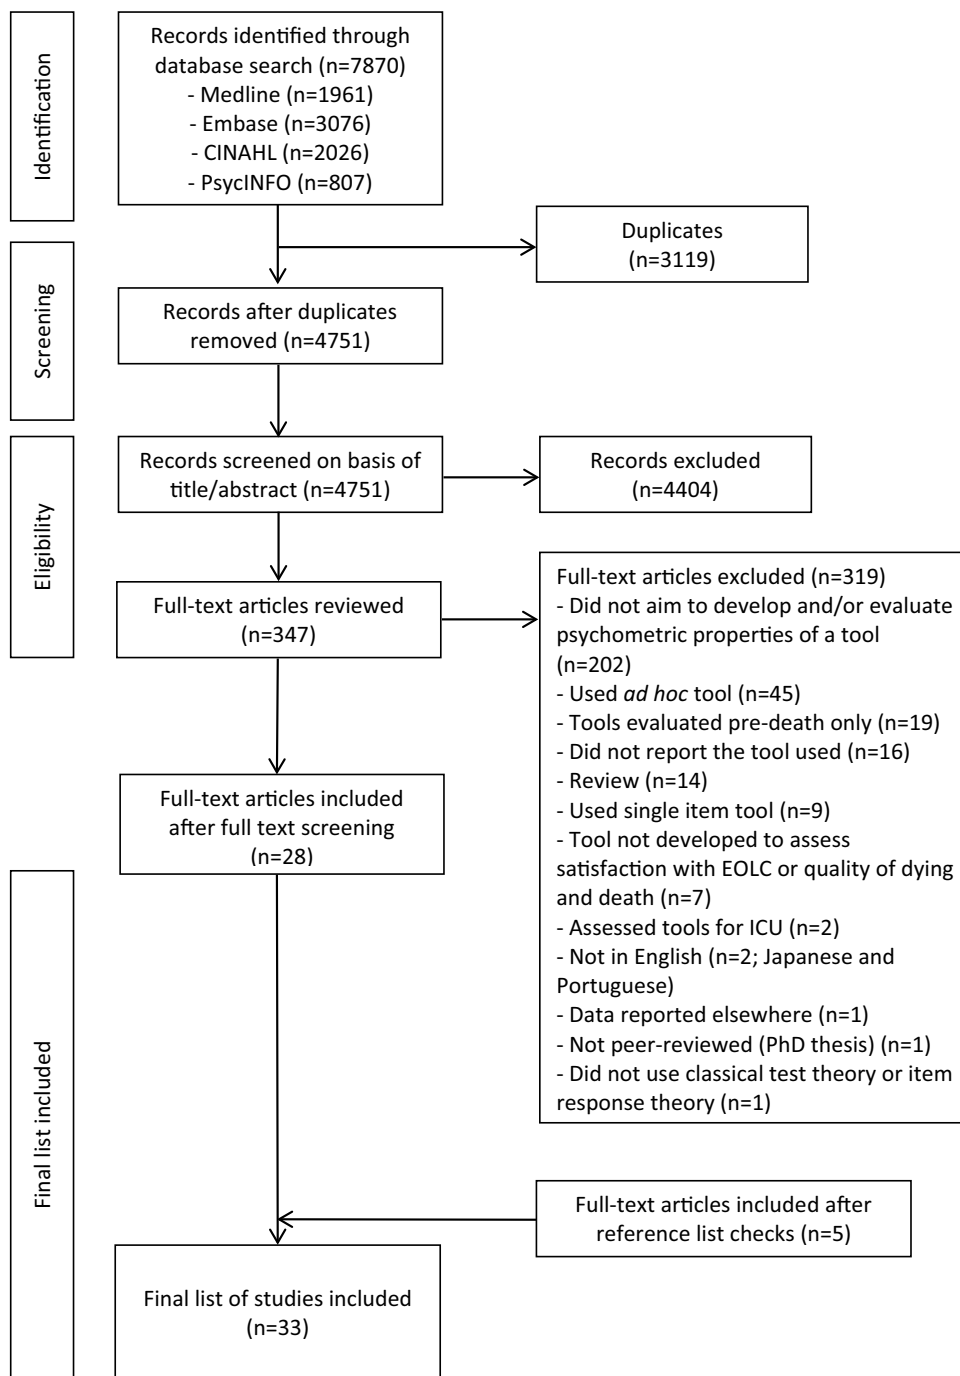 Identification
Records identified through
database search (n=7870)
- Medline (n=1961)
- Embase (n=3076)
- CINAHL (n=2026)
- PsycINFO (n=807)
Duplicates
(n=3119)
Screening
Records after duplicates
removed (n=4751)
Eligibility
Records screened on basis of
title/abstract (n=4751)
Records excluded
(n=4404)
Full-text articles reviewed
(n=347)
Full-text articles excluded (n=319)
- Did not aim to develop and/or evaluate
psychometric properties of a tool
(n=202)
- Used ad hoc tool (n=45)
- Tools evaluated pre-death only (n=19)
- Did not report the tool used (n=16)
- Review (n=14)
- Used single item tool (n=9)
- Tool not developed to assess
satisfaction with EOLC or quality of dying
and death (n=7)
- Assessed tools for ICU (n=2)
- Not in English (n=2; Japanese and
Portuguese)
- Data reported elsewhere (n=1)
- Not peer-reviewed (PhD thesis) (n=1)
- Did not use classical test theory or item
response theory (n=1)
Full-text articles included
after full text screening
(n=28)
Final list included
Full-text articles included after
reference list checks (n=5)
Final list of studies included
(n=33)